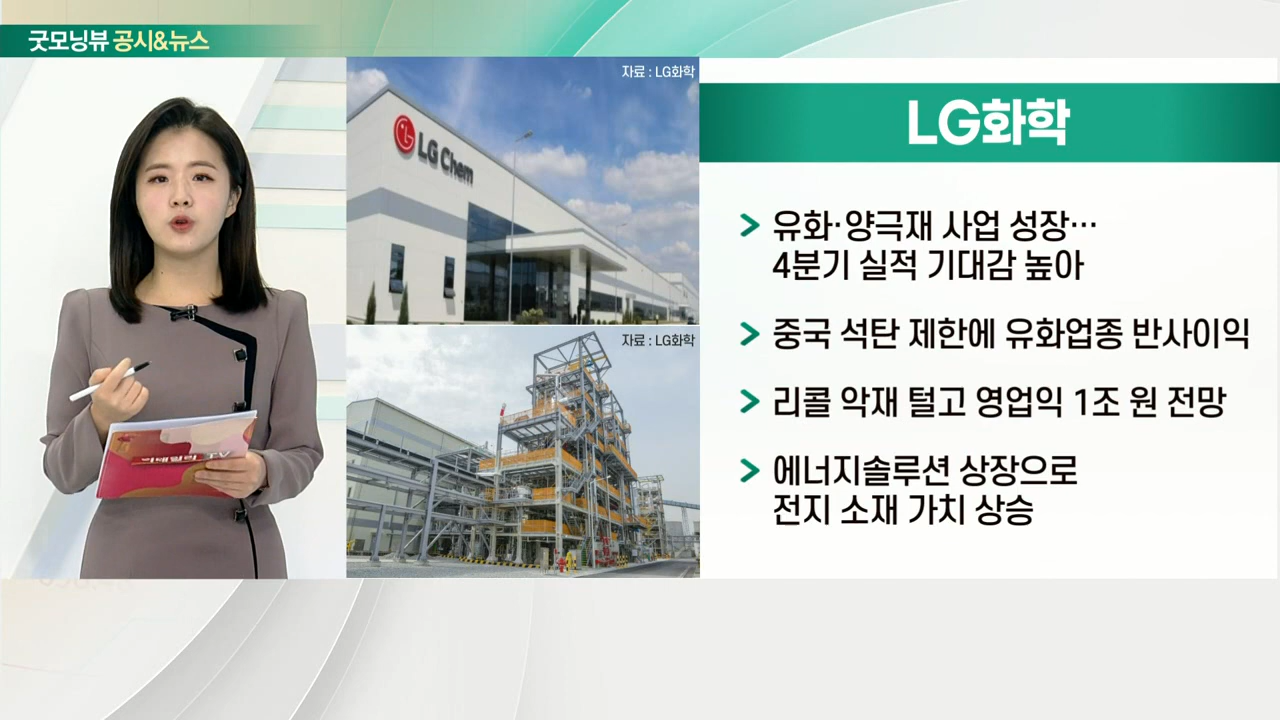 굿모닝뷰 공시&뉴스
자료 : LG화학
LG Chem
자료 : LG화학
LG화학
유화·양극재 사업 성장…
4분기 실적 기대감 높아
중국 석탄 제한에 유화업종 반사이익
리콜 악재 털고 영업익 1조 원 전망
에너지솔루션 상장으로
전지 소재 가치 상승